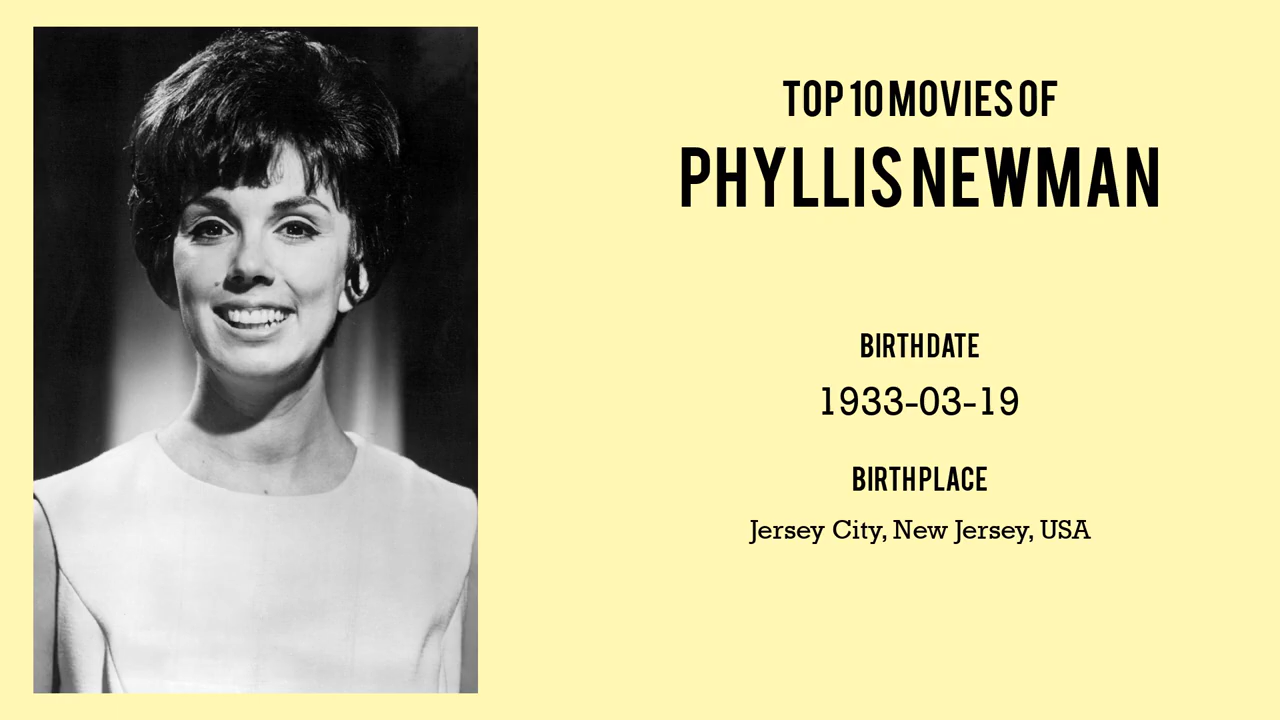 TOP 10 MOVIES OF
PHYLLIS NEWMAN
BIRTHDATE
1933-03-19
BIRTHPLACE
Jersey City, New Jersey, USA